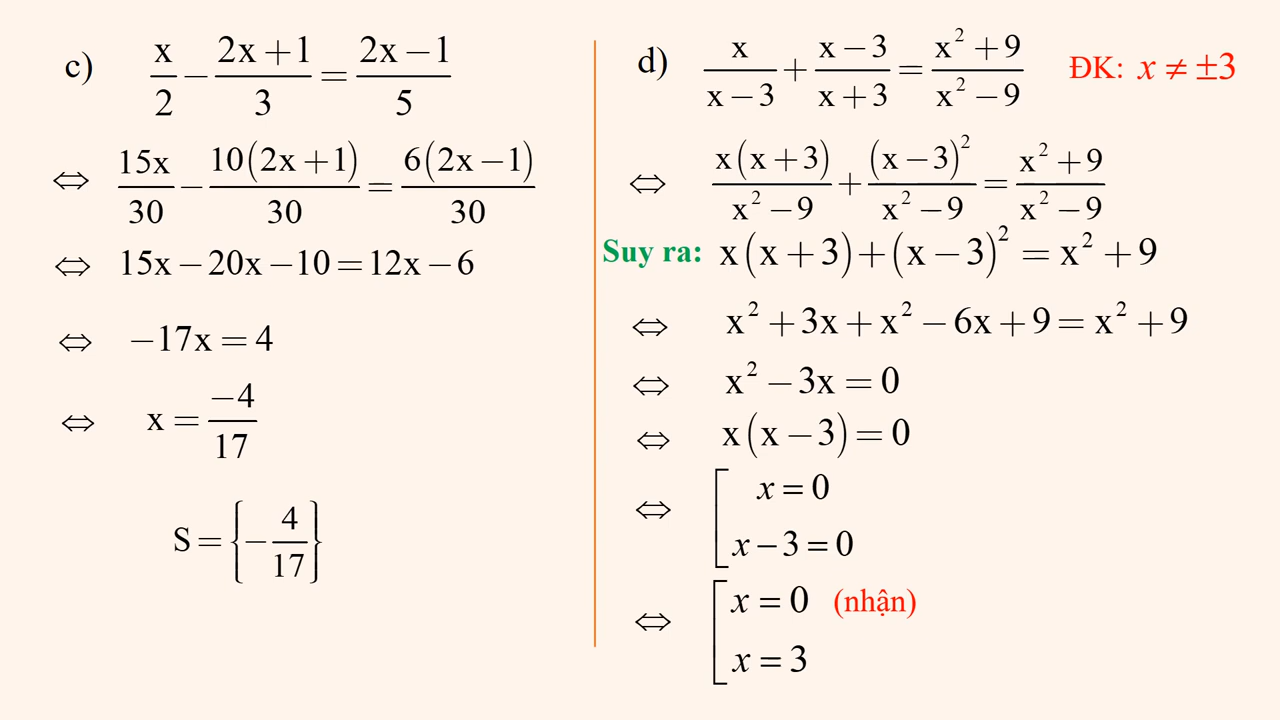 c) x/2 − (2x + 1)/3 = (2x − 1)/5
⇔ 15x/30 − 10(2x + 1)/30 = 6(2x − 1)/30
⇔ 15x − 20x − 10 = 12x − 6
⇔ −17x = 4
⇔ x = −4/17
S = {−4/17}
d) x/(x − 3) + (x − 3)/(x + 3) = (x² + 9)/(x² − 9) ĐK: x ≠ ±3
⇔ x(x + 3)/(x² − 9) + (x − 3)²/(x² − 9) = (x² + 9)/(x² − 9)
Suy ra: x(x + 3) + (x − 3)² = x² + 9
⇔ x² + 3x + x² − 6x + 9 = x² + 9
⇔ x² − 3x = 0
⇔ x(x − 3) = 0
⇔ [ x = 0
x − 3 = 0
⇔ [ x = 0 (nhận)
x = 3